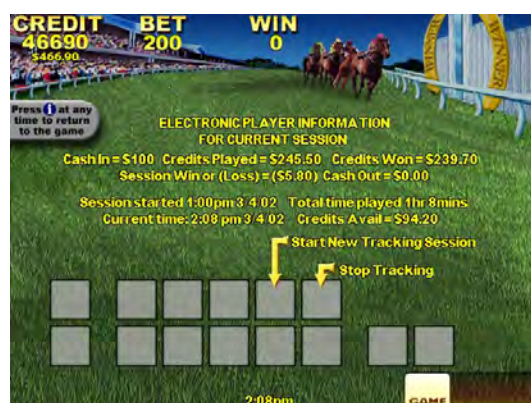 CREDIT BET WIN
46690 200 0
$466.90
Press i at any
time to return
to the game
ELECTRONIC PLAYER INFORMATION
FOR CURRENT SESSION
Cash In = $100 Credits Played = $245.50 Credits Won = $239.70
Session Win or (Loss) = ($5.80) Cash Out = $0.00
Session started 1:00pm 3/4/02 Total time played 1hr 8mins
Current time: 2:08 pm 3/4/02 Credits Avail = $94.20
Start New Tracking Session
Stop Tracking
2:08pm
GAME